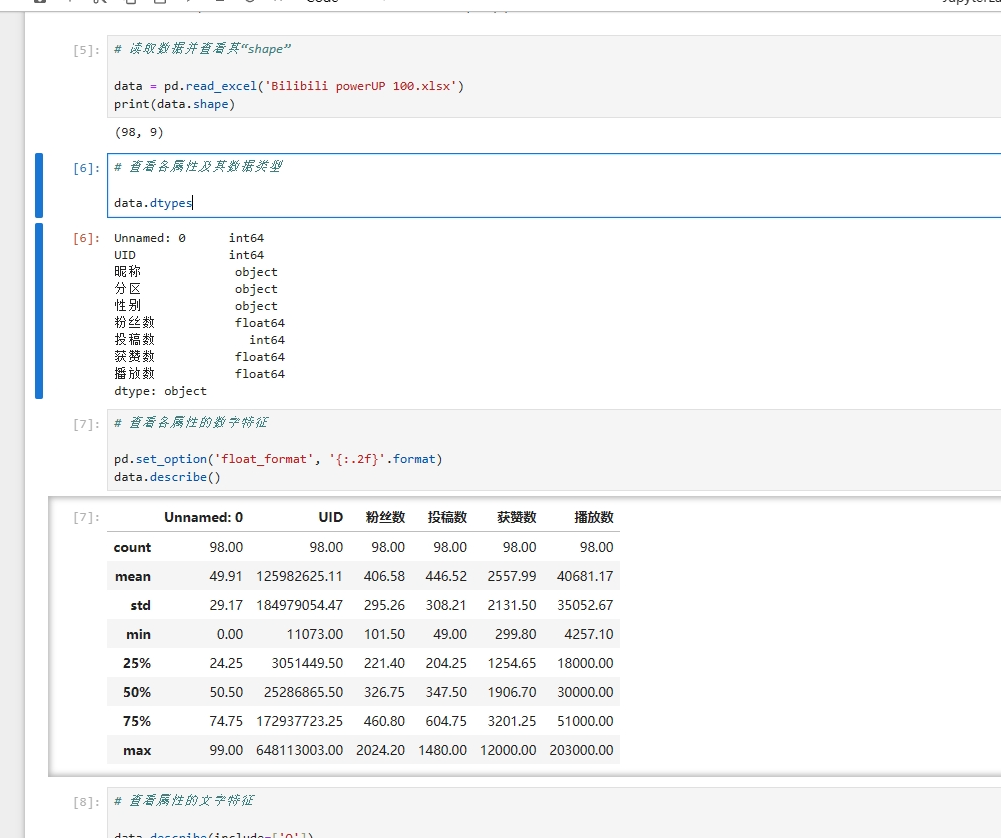 [5]: # 读取数据并查看其“shape”
data = pd.read_excel('Bilibili powerUP 100.xlsx')
print(data.shape)
(98, 9)
[6]: # 查看各属性及其数据类型
data.dtypes
[6]: Unnamed: 0 int64
UID int64
昵称 object
分区 object
性别 object
粉丝数 float64
投稿数 int64
获赞数 float64
播放数 float64
dtype: object
[7]: # 查看各属性的数字特征
pd.set_option('float_format', '{:.2f}'.format)
data.describe()
[7]: Unnamed: 0 UID 粉丝数 投稿数 获赞数 播放数
count 98.00 98.00 98.00 98.00 98.00 98.00
mean 49.91 125982625.11 406.58 446.52 2557.99 40681.17
std 29.17 184979054.47 295.26 308.21 2131.50 35052.67
min 0.00 11073.00 101.50 49.00 299.80 4257.10
25% 24.25 3051449.50 221.40 204.25 1254.65 18000.00
50% 50.50 25286865.50 326.75 347.50 1906.70 30000.00
75% 74.75 172937723.25 460.80 604.75 3201.25 51000.00
max 99.00 648113003.00 2024.20 1480.00 12000.00 203000.00
[8]: # 查看属性的文字特征
data.describe(include=['O'])